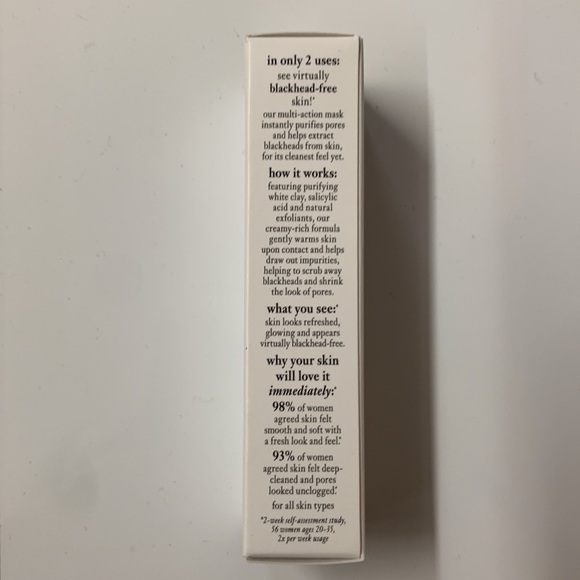 in only 2 uses:
see virtually
blackhead-free
skin!*
our multi-action mask
instantly purifies pores
and helps extract
blackheads from skin,
for its cleanest feel yet.
how it works:
featuring purifying
white clay, salicylic
acid and natural
exfoliants, our
creamy-rich formula
gently warms skin
upon contact and helps
draw out impurities,
helping to scrub away
blackheads and shrink
the look of pores.
what you see:*
skin looks refreshed,
glowing and appears
virtually blackhead-free.
why your skin
will love it
immediately:*
98% of women
agreed skin felt
smooth and soft with
a fresh look and feel.*
93% of women
agreed skin felt deep-
cleaned and pores
looked unclogged.*
for all skin types
*2-week self-assessment study,
56 women ages 20-35,
2x per week usage